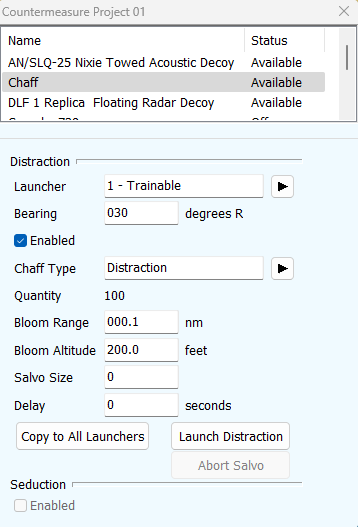 Countermeasure Project 01
Name Status
AN/SLQ-25 Nixie Towed Acoustic Decoy Available
Chaff Available
DLF 1 Replica Floating Radar Decoy Available
Distraction
Launcher 1 - Trainable
Bearing 030 degrees R
Enabled
Chaff Type Distraction
Quantity 100
Bloom Range 000.1 nm
Bloom Altitude 200.0 feet
Salvo Size 0
Delay 0 seconds
Copy to All Launchers Launch Distraction
Abort Salvo
Seduction
Enabled